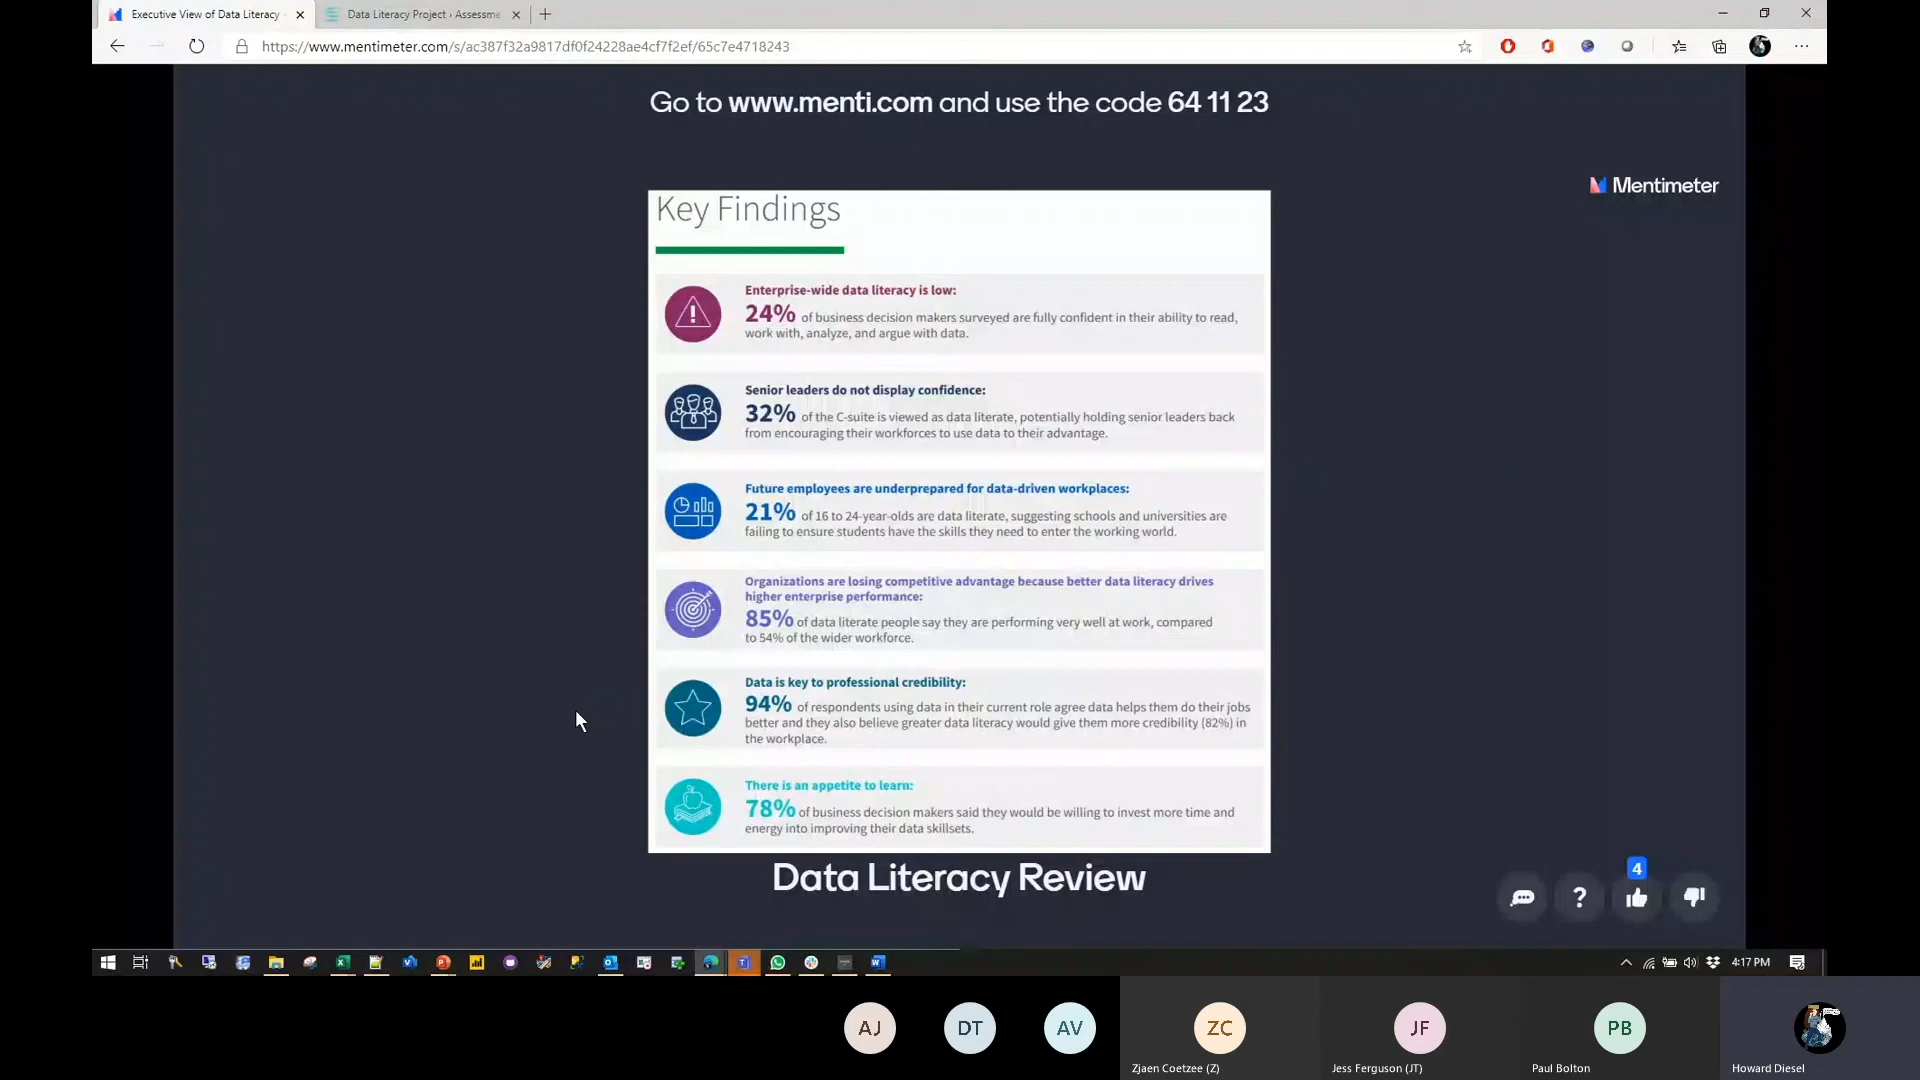 Executive View of Data Literacy -
Data Literacy Project › Assessme
https://www.mentimeter.com/s/ac387f32a9817df0f24228ae4cf7f2ef/65c7e4718243
Go to www.menti.com and use the code 64 11 23
Mentimeter
Key Findings
Enterprise-wide data literacy is low:
24% of business decision makers surveyed are fully confident in their ability to read,
work with, analyze, and argue with data.
Senior leaders do not display confidence:
32% of the C-suite is viewed as data literate, potentially holding senior leaders back
from encouraging their workforces to use data to their advantage.
Future employees are underprepared for data-driven workplaces:
21% of 16 to 24-year-olds are data literate, suggesting schools and universities are
failing to ensure students have the skills they need to enter the working world.
Organizations are losing competitive advantage because better data literacy drives
higher enterprise performance:
85% of data literate people say they are performing very well at work, compared
to 54% of the wider workforce.
Data is key to professional credibility:
94% of respondents using data in their current role agree data helps them do their jobs
better and they also believe greater data literacy would give them more credibility (82%) in
the workplace.
There is an appetite to learn:
78% of business decision makers said they would be willing to invest more time and
energy into improving their data skillsets.
Data Literacy Review
4
?
4:17 PM
AJ
DT
AV
ZC
JF
PB
Zjaen Coetzee (Z)
Jess Ferguson (JT)
Paul Bolton
Howard Diesel